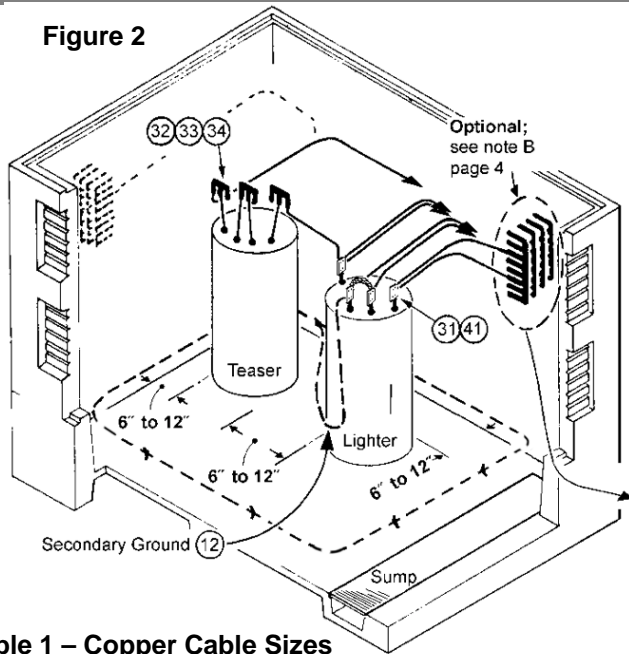 Figure 2
32 33 34
Optional;
see note B
page 4
31 41
Teaser
Lighter
6" to 12"
6" to 12"
6" to 12"
Secondary Ground 12
Sump
ble 1 – Copper Cable Sizes